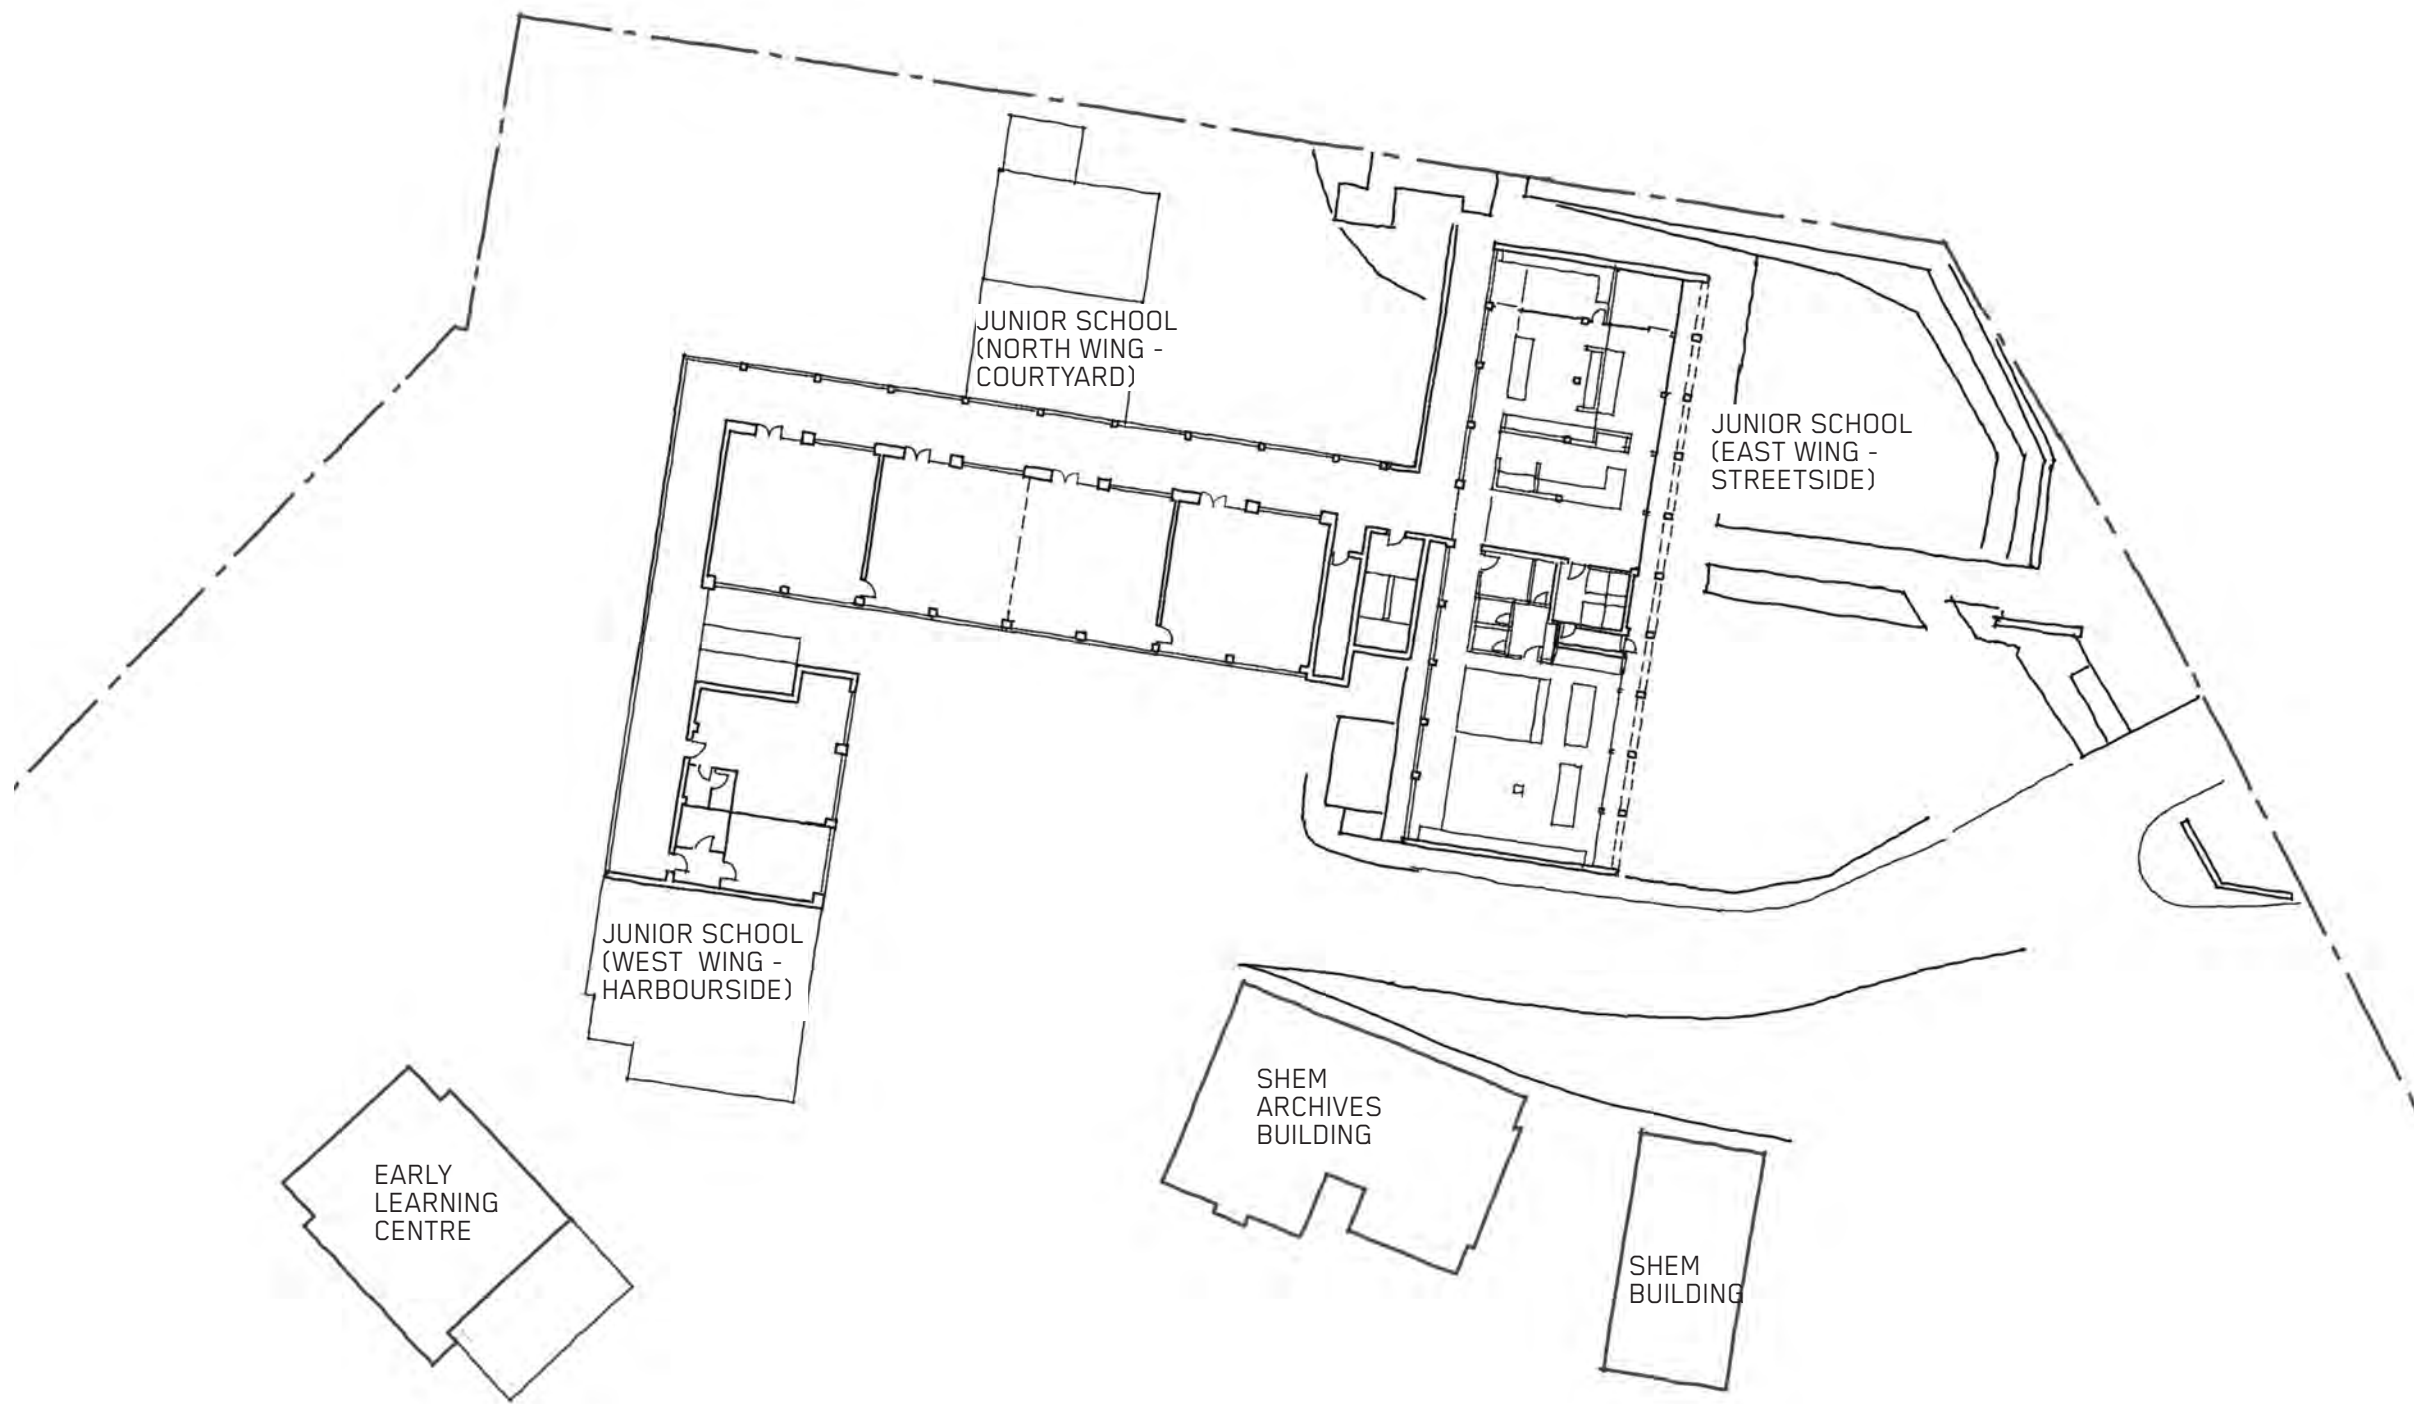 JUNIOR SCHOOL
(NORTH WING -
COURTYARD)
JUNIOR SCHOOL
(EAST WING -
STREETSIDE)
JUNIOR SCHOOL
(WEST  WING -
HARBOURSIDE)
SHEM
ARCHIVES
BUILDING
EARLY
LEARNING
CENTRE
SHEM
BUILDING